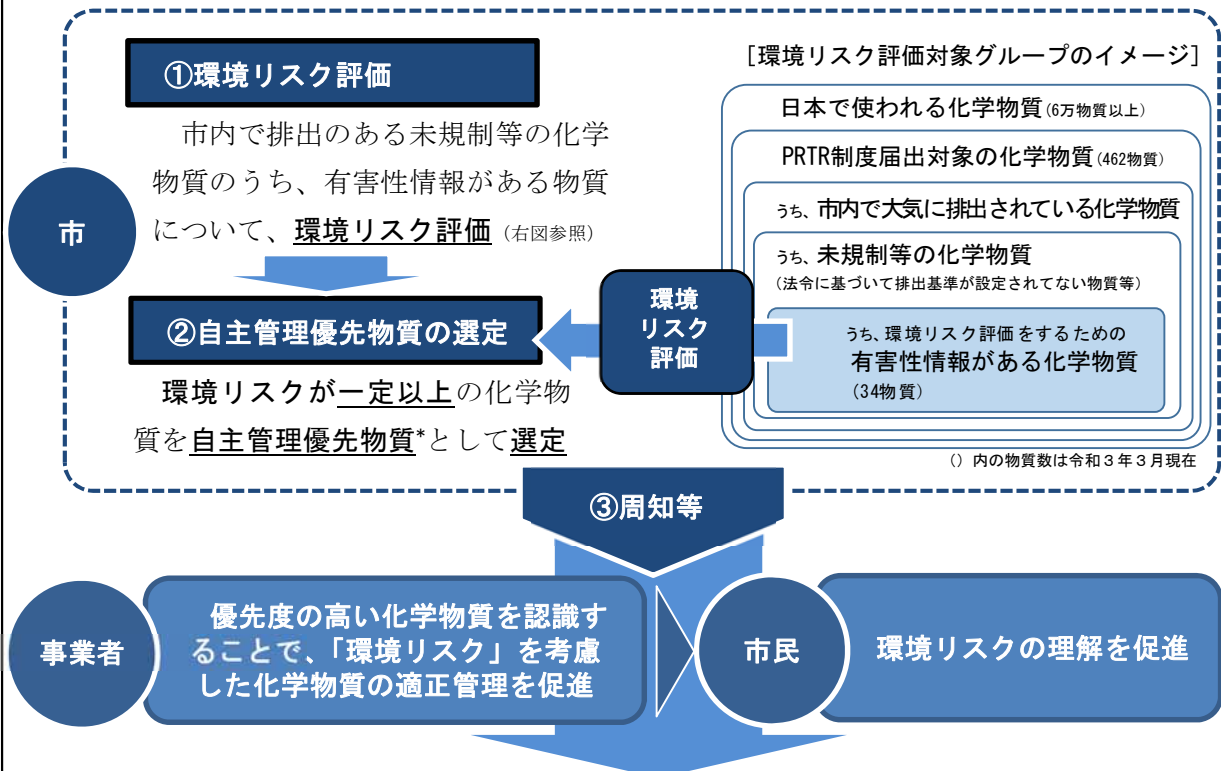 ①環境リスク評価
市内で排出のある未規制等の化学
物質のうち、有害性情報がある物質
について、環境リスク評価（右図参照）
市
②自主管理優先物質の選定
環境リスクが一定以上の化学物
質を自主管理優先物質*として選定
[環境リスク評価対象グループのイメージ]
日本で使われる化学物質(6万物質以上)
PRTR制度届出対象の化学物質(462物質)
うち、市内で大気に排出されている化学物質
うち、未規制等の化学物質
(法令に基づいて排出基準が設定されてない物質等)
うち、環境リスク評価をするための
有害性情報がある化学物質
(34物質)
環境
リスク
評価
()内の物質数は令和３年３月現在
③周知等
事業者
優先度の高い化学物質を認識す
ることで、「環境リスク」を考慮
した化学物質の適正管理を促進
市民
環境リスクの理解を促進